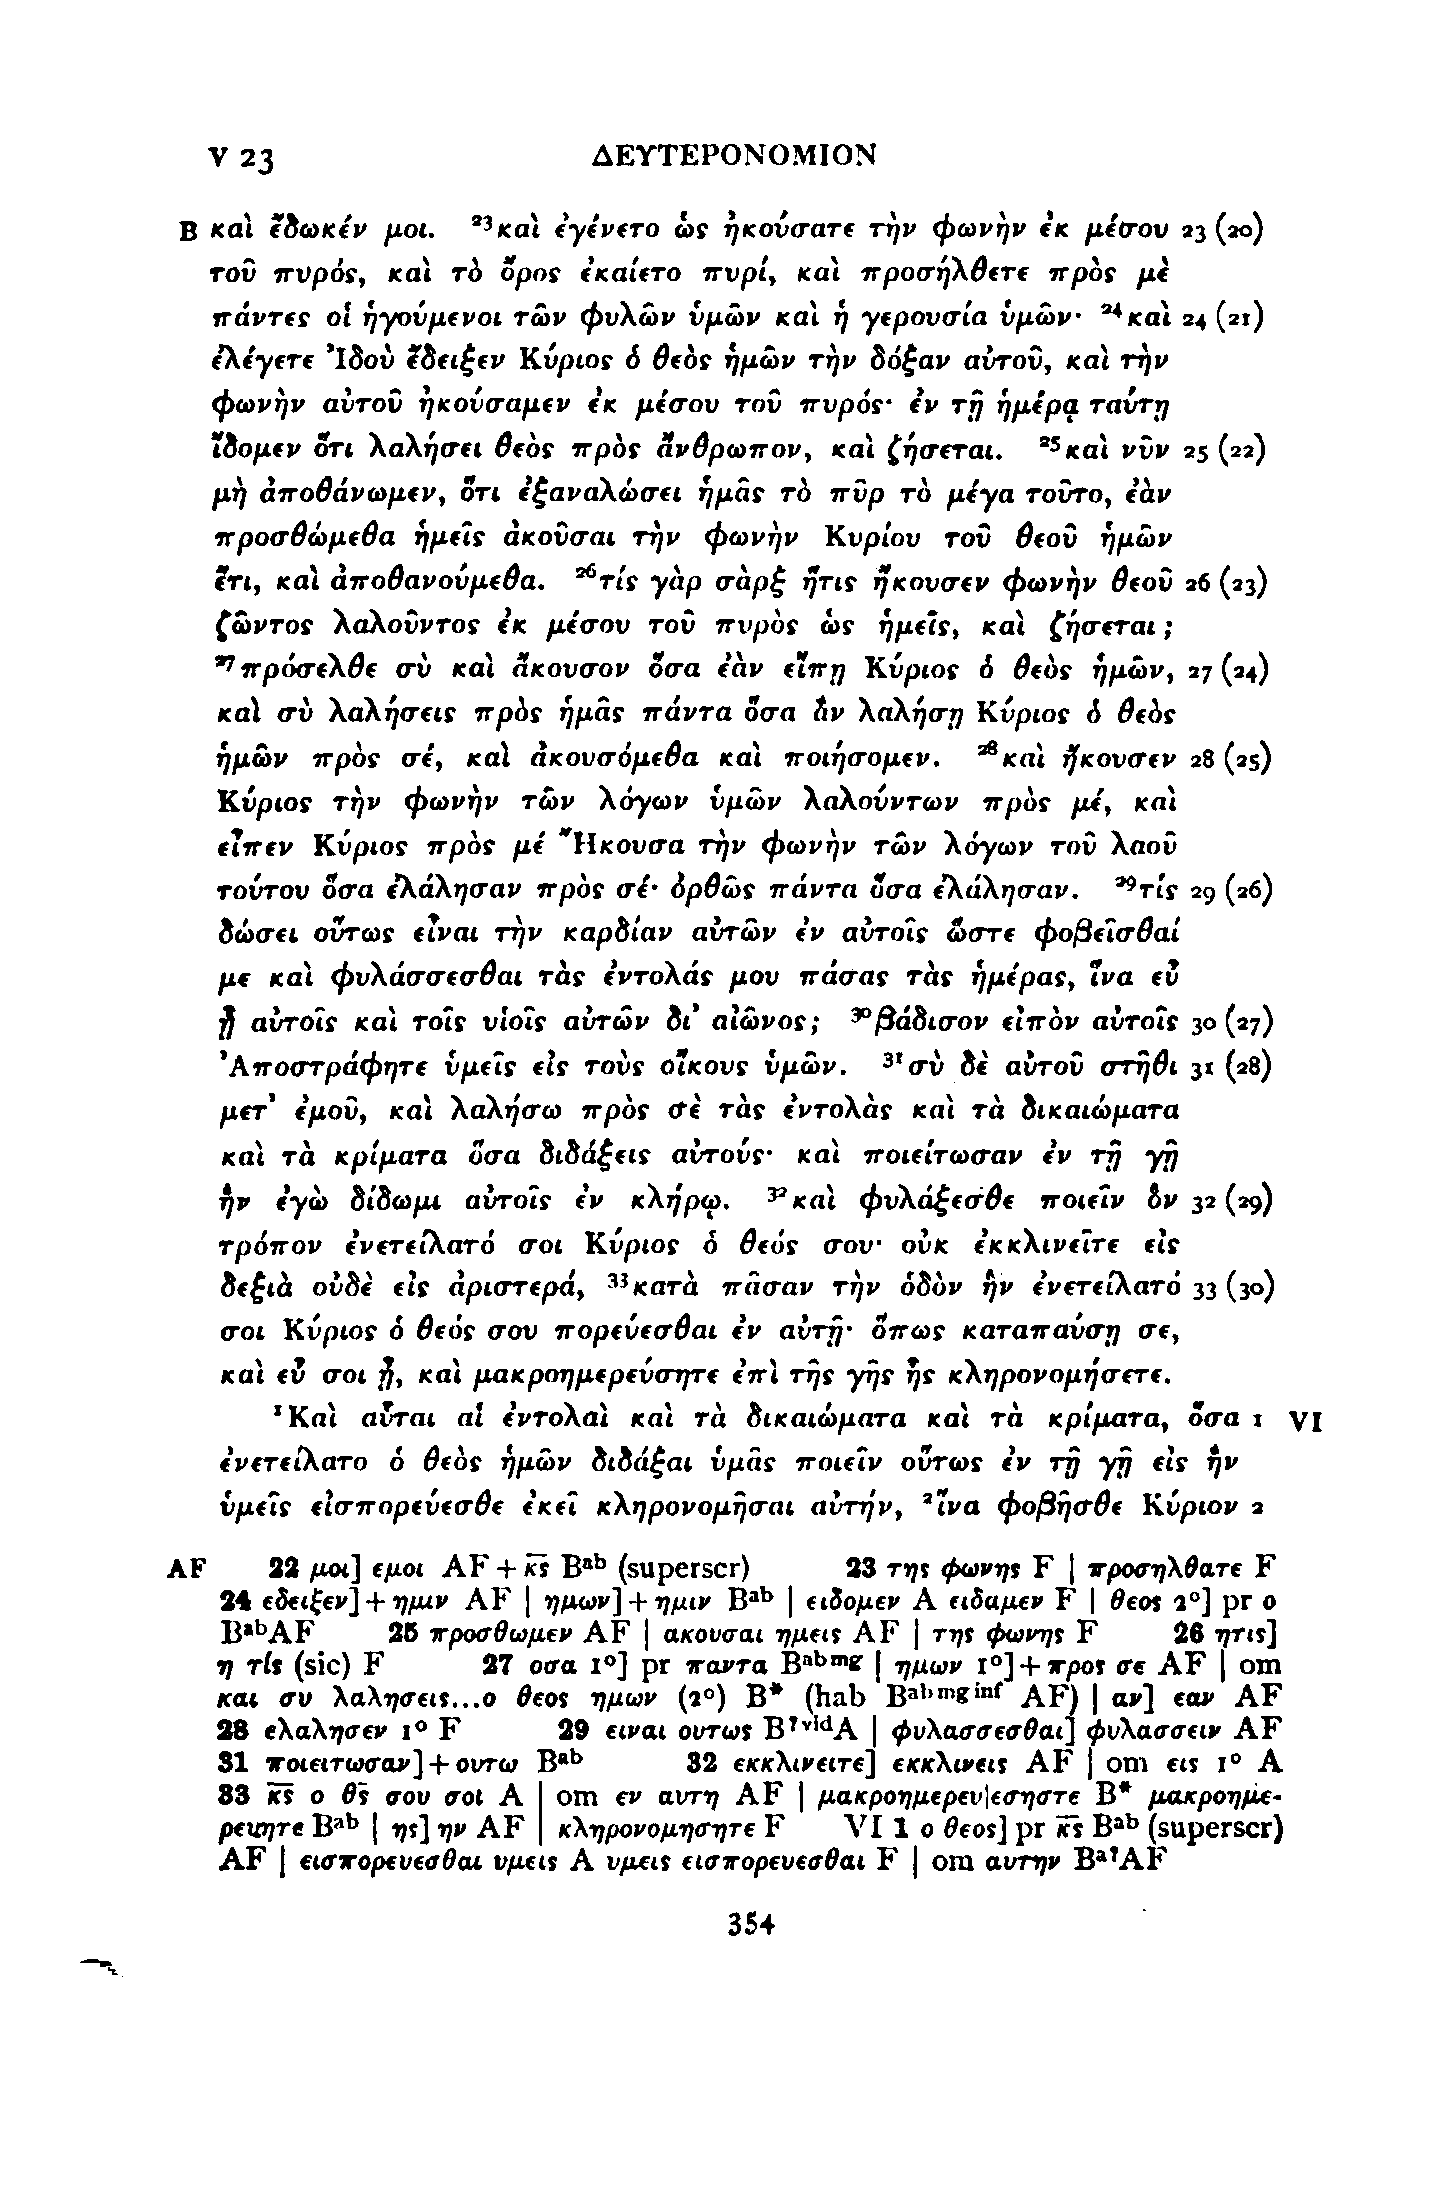 V 23 ΔΕΥΤΕΡΟΝΟΜΙΟΝ
B καὶ ἔδωκέν μοι. ²³καὶ ἐγένετο ὡς ἠκούσατε τὴν φωνὴν ἐκ μέσου 23 (20)
τοῦ πυρός, καὶ τὸ ὄρος ἐκαίετο πυρί, καὶ προσήλθετε πρὸς μὲ
πάντες οἱ ἡγούμενοι τῶν φυλῶν ὑμῶν καὶ ἡ γερουσία ὑμῶν· ²⁴καὶ 24 (21)
ἐλέγετε Ἰδοὺ ἔδειξεν Κύριος ὁ θεὸς ἡμῶν τὴν δόξαν αὐτοῦ, καὶ τὴν
φωνὴν αὐτοῦ ἠκούσαμεν ἐκ μέσου τοῦ πυρός· ἐν τῇ ἡμέρᾳ ταύτῃ
ἴδομεν ὅτι λαλήσει θεὸς πρὸς ἄνθρωπον, καὶ ζήσεται. ²⁵καὶ νῦν 25 (22)
μὴ ἀποθάνωμεν, ὅτι ἐξαναλώσει ἡμᾶς τὸ πῦρ τὸ μέγα τοῦτο, ἐὰν
προσθώμεθα ἡμεῖς ἀκοῦσαι τὴν φωνὴν Κυρίου τοῦ θεοῦ ἡμῶν
ἔτι, καὶ ἀποθανούμεθα. ²⁶τίς γὰρ σὰρξ ἥτις ἤκουσεν φωνὴν θεοῦ 26 (23)
ζῶντος λαλοῦντος ἐκ μέσου τοῦ πυρὸς ὡς ἡμεῖς, καὶ ζήσεται;
²⁷πρόσελθε σὺ καὶ ἄκουσον ὅσα ἐὰν εἴπῃ Κύριος ὁ θεὸς ἡμῶν, 27 (24)
καὶ σὺ λαλήσεις πρὸς ἡμᾶς πάντα ὅσα ἂν λαλήσῃ Κύριος ὁ θεὸς
ἡμῶν πρὸς σέ, καὶ ἀκουσόμεθα καὶ ποιήσομεν. ²⁸καὶ ἤκουσεν 28 (25)
Κύριος τὴν φωνὴν τῶν λόγων ὑμῶν λαλούντων πρὸς μέ, καὶ
εἶπεν Κύριος πρὸς μέ Ἤκουσα τὴν φωνὴν τῶν λόγων τοῦ λαοῦ
τούτου ὅσα ἐλάλησαν πρὸς σέ· ὀρθῶς πάντα ὅσα ἐλάλησαν. ²⁹τίς 29 (26)
δώσει οὕτως εἶναι τὴν καρδίαν αὐτῶν ἐν αὐτοῖς ὥστε φοβεῖσθαί
με καὶ φυλάσσεσθαι τὰς ἐντολάς μου πάσας τὰς ἡμέρας, ἵνα εὖ
ᾖ αὐτοῖς καὶ τοῖς υἱοῖς αὐτῶν δι’ αἰῶνος; ³⁰βάδισον εἰπὸν αὐτοῖς 30 (27)
Ἀποστράφητε ὑμεῖς εἰς τοὺς οἴκους ὑμῶν. ³¹σὺ δὲ αὐτοῦ στῆθι 31 (28)
μετ’ ἐμοῦ, καὶ λαλήσω πρὸς σὲ τὰς ἐντολὰς καὶ τὰ δικαιώματα
καὶ τὰ κρίματα ὅσα διδάξεις αὐτούς· καὶ ποιείτωσαν ἐν τῇ γῇ
ἣν ἐγὼ δίδωμι αὐτοῖς ἐν κλήρῳ. ³²καὶ φυλάξεσθε ποιεῖν ὃν 32 (29)
τρόπον ἐνετείλατό σοι Κύριος ὁ θεός σου· οὐκ ἐκκλινεῖτε εἰς
δεξιὰ οὐδὲ εἰς ἀριστερά, ³³κατὰ πᾶσαν τὴν ὁδὸν ἣν ἐνετείλατό 33 (30)
σοι Κύριος ὁ θεός σου πορεύεσθαι ἐν αὐτῇ· ὅπως καταπαύσῃ σε,
καὶ εὖ σοι ᾖ, καὶ μακροημερεύσητε ἐπὶ τῆς γῆς ἧς κληρονομήσετε.
¹Καὶ αὗται αἱ ἐντολαὶ καὶ τὰ δικαιώματα καὶ τὰ κρίματα, ὅσα 1 VI
ἐνετείλατο ὁ θεὸς ἡμῶν διδάξαι ὑμᾶς ποιεῖν οὕτως ἐν τῇ γῇ εἰς ἣν
ὑμεῖς εἰσπορεύεσθε ἐκεῖ κληρονομῆσαι αὐτήν, ²ἵνα φοβῆσθε Κύριον 2
AF 22 μοι] εμοι AF + κ̅ς̅ Bᵃᵇ (superscr) 23 της φωνης F | προσηλθατε F
24 εδειξεν] + ημιν AF | ημων] + ημιν Bᵃᵇ | ειδομεν A ειδαμεν F | θεος 2°] pr ο
BᵃᵇAF 25 προσθωμεν AF | ακουσαι ημεις AF | της φωνης F 26 ητις]
η τίς (sic) F 27 οσα 1°] pr παντα Bᵃᵇᵐᵍ | ημων 1°] + προς σε AF | om
και συ λαλησεις...ο θεος ημων (2°) B* (hab Bᵃᵇᵐᵍⁱⁿᶠ AF) | αν] εαν AF
28 ελαλησεν 1° F 29 ειναι ουτως B?ᵛⁱᵈA | φυλασσεσθαι] φυλασσειν AF
31 ποιειτωσαν] + ουτω Bᵃᵇ 32 εκκλινειτε] εκκλινεις AF | om εις 1° A
33 κ̅ς̅ ο θ̅ς̅ σου σοι A | om εν αυτη AF | μακροημερευ|εσηστε B* μακροημε-
ρευητε Bᵃᵇ | ης] ην AF | κληρονομησητε F VI 1 ο θεος] pr κ̅ς̅ Bᵃᵇ (superscr)
AF | εισπορευεσθαι υμεις A υμεις εισπορευεσθαι F | om αυτην Bᵃ?AF
354